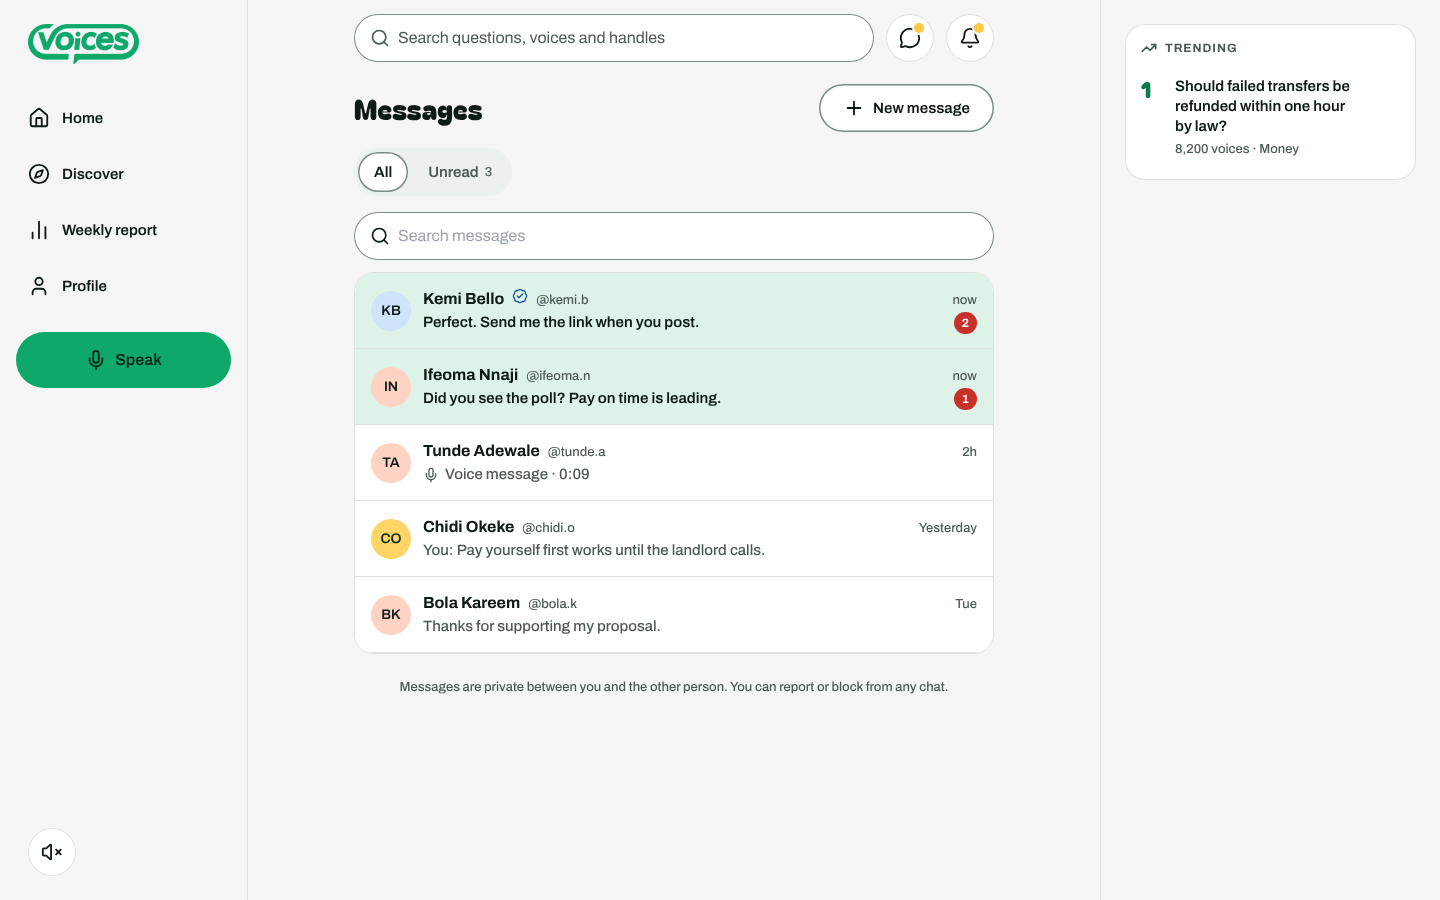 Voices
Home
Discover
Weekly report
Profile
Speak
Search questions, voices and handles
Messages
New message
All
Unread 3
Search messages
KB
Kemi Bello @kemi.b
now
Perfect. Send me the link when you post.
2
IN
Ifeoma Nnaji @ifeoma.n
now
Did you see the poll? Pay on time is leading.
1
TA
Tunde Adewale @tunde.a
2h
Voice message · 0:09
CO
Chidi Okeke @chidi.o
Yesterday
You: Pay yourself first works until the landlord calls.
BK
Bola Kareem @bola.k
Tue
Thanks for supporting my proposal.
Messages are private between you and the other person. You can report or block from any chat.
TRENDING
1
Should failed transfers be
refunded within one hour
by law?
8,200 voices · Money